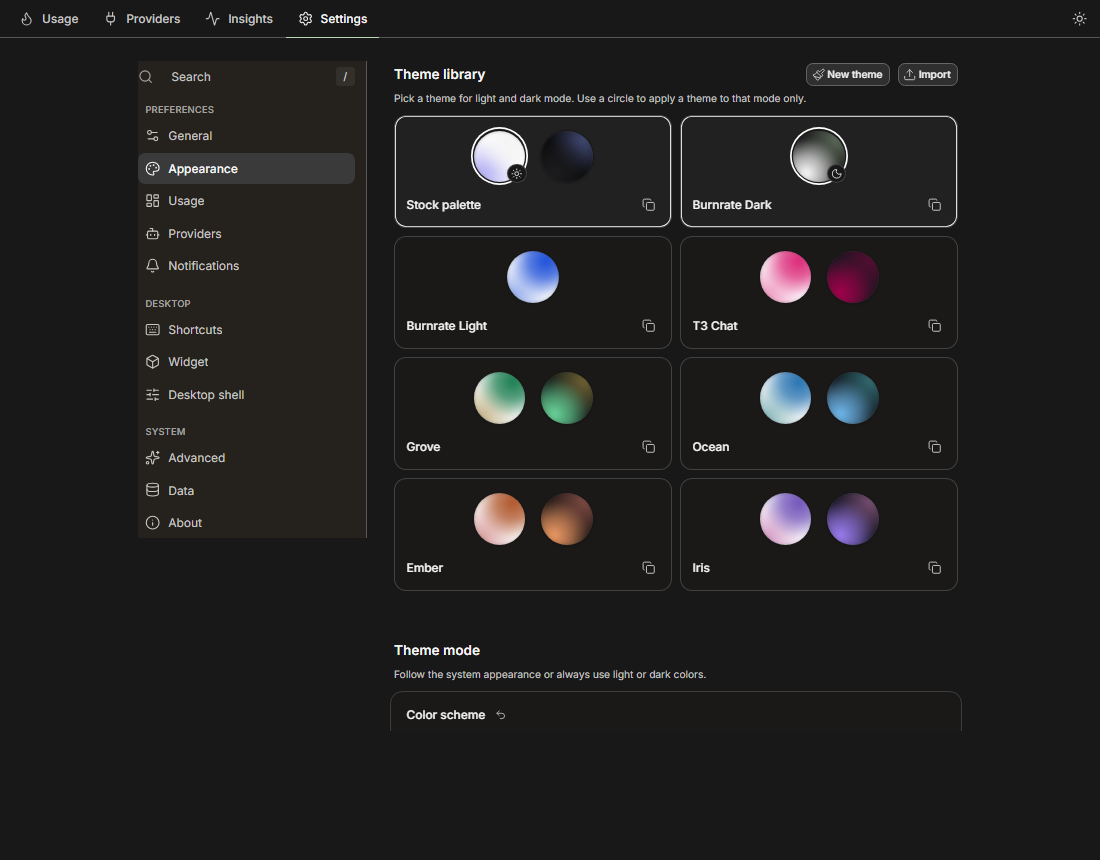 Usage Providers Insights Settings
Search /
PREFERENCES
General
Appearance
Usage
Providers
Notifications
DESKTOP
Shortcuts
Widget
Desktop shell
SYSTEM
Advanced
Data
About
Theme library
New theme
Import
Pick a theme for light and dark mode. Use a circle to apply a theme to that mode only.
Stock palette
Burnrate Dark
Burnrate Light
T3 Chat
Grove
Ocean
Ember
Iris
Theme mode
Follow the system appearance or always use light or dark colors.
Color scheme